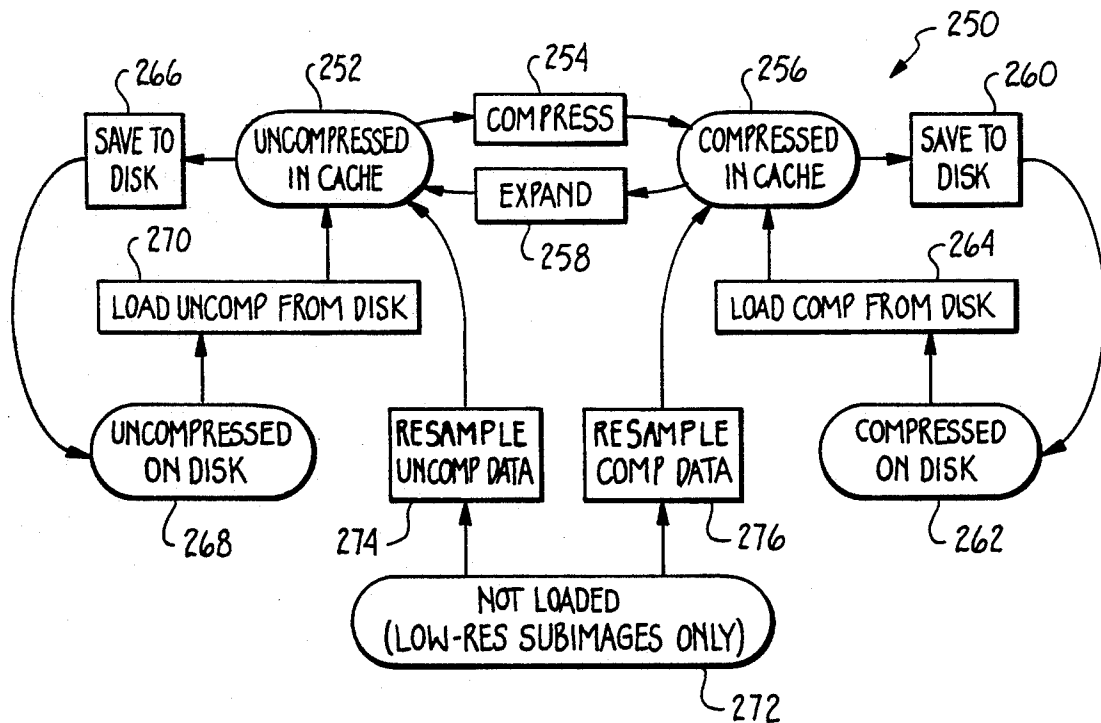 250
266
252
254
256
260
SAVE TO
DISK
UNCOMPRESSED
IN CACHE
COMPRESS
COMPRESSED
IN CACHE
SAVE TO
DISK
EXPAND
270
258
264
LOAD UNCOMP FROM DISK
LOAD COMP FROM DISK
UNCOMPRESSED
ON DISK
RESAMPLE
UNCOMP DATA
RESAMPLE
COMP DATA
COMPRESSED
ON DISK
268
274
276
262
NOT LOADED
(LOW-RES SUBIMAGES ONLY)
272